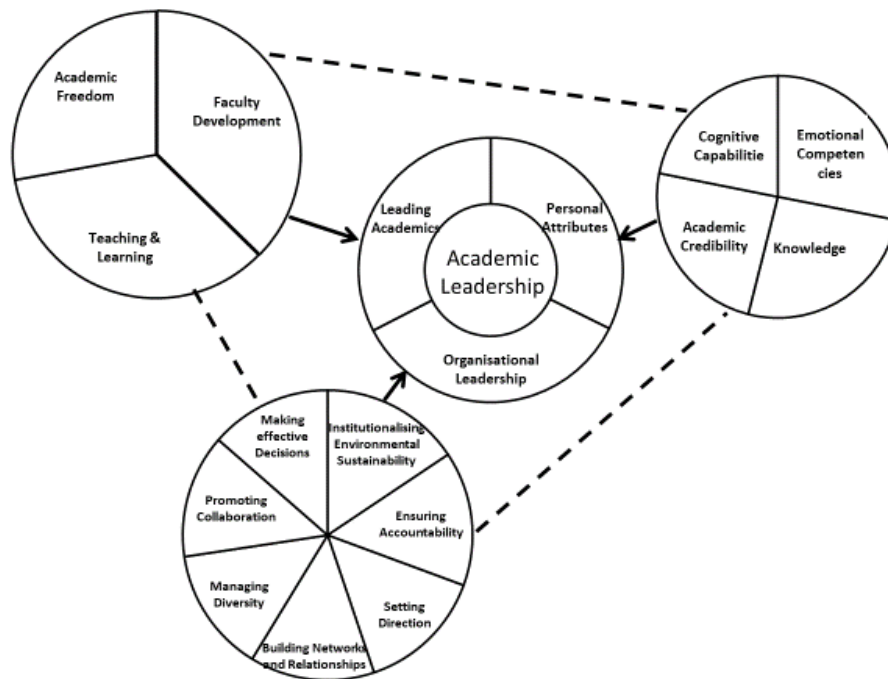 Academic
Freedom
Faculty
Development
Teaching &
Learning
Cognitive
Capabilitie
Emotional
Competen
cies
Academic
Credibility
Knowledge
Leading
Academics
Personal
Attributes
Academic
Leadership
Organisational
Leadership
Making
effective
Decisions
Institutionalising
Environmental
Sustainability
Promoting
Collaboration
Ensuring
Accountability
Managing
Diversity
Setting
Direction
Building Networks
and Relationships